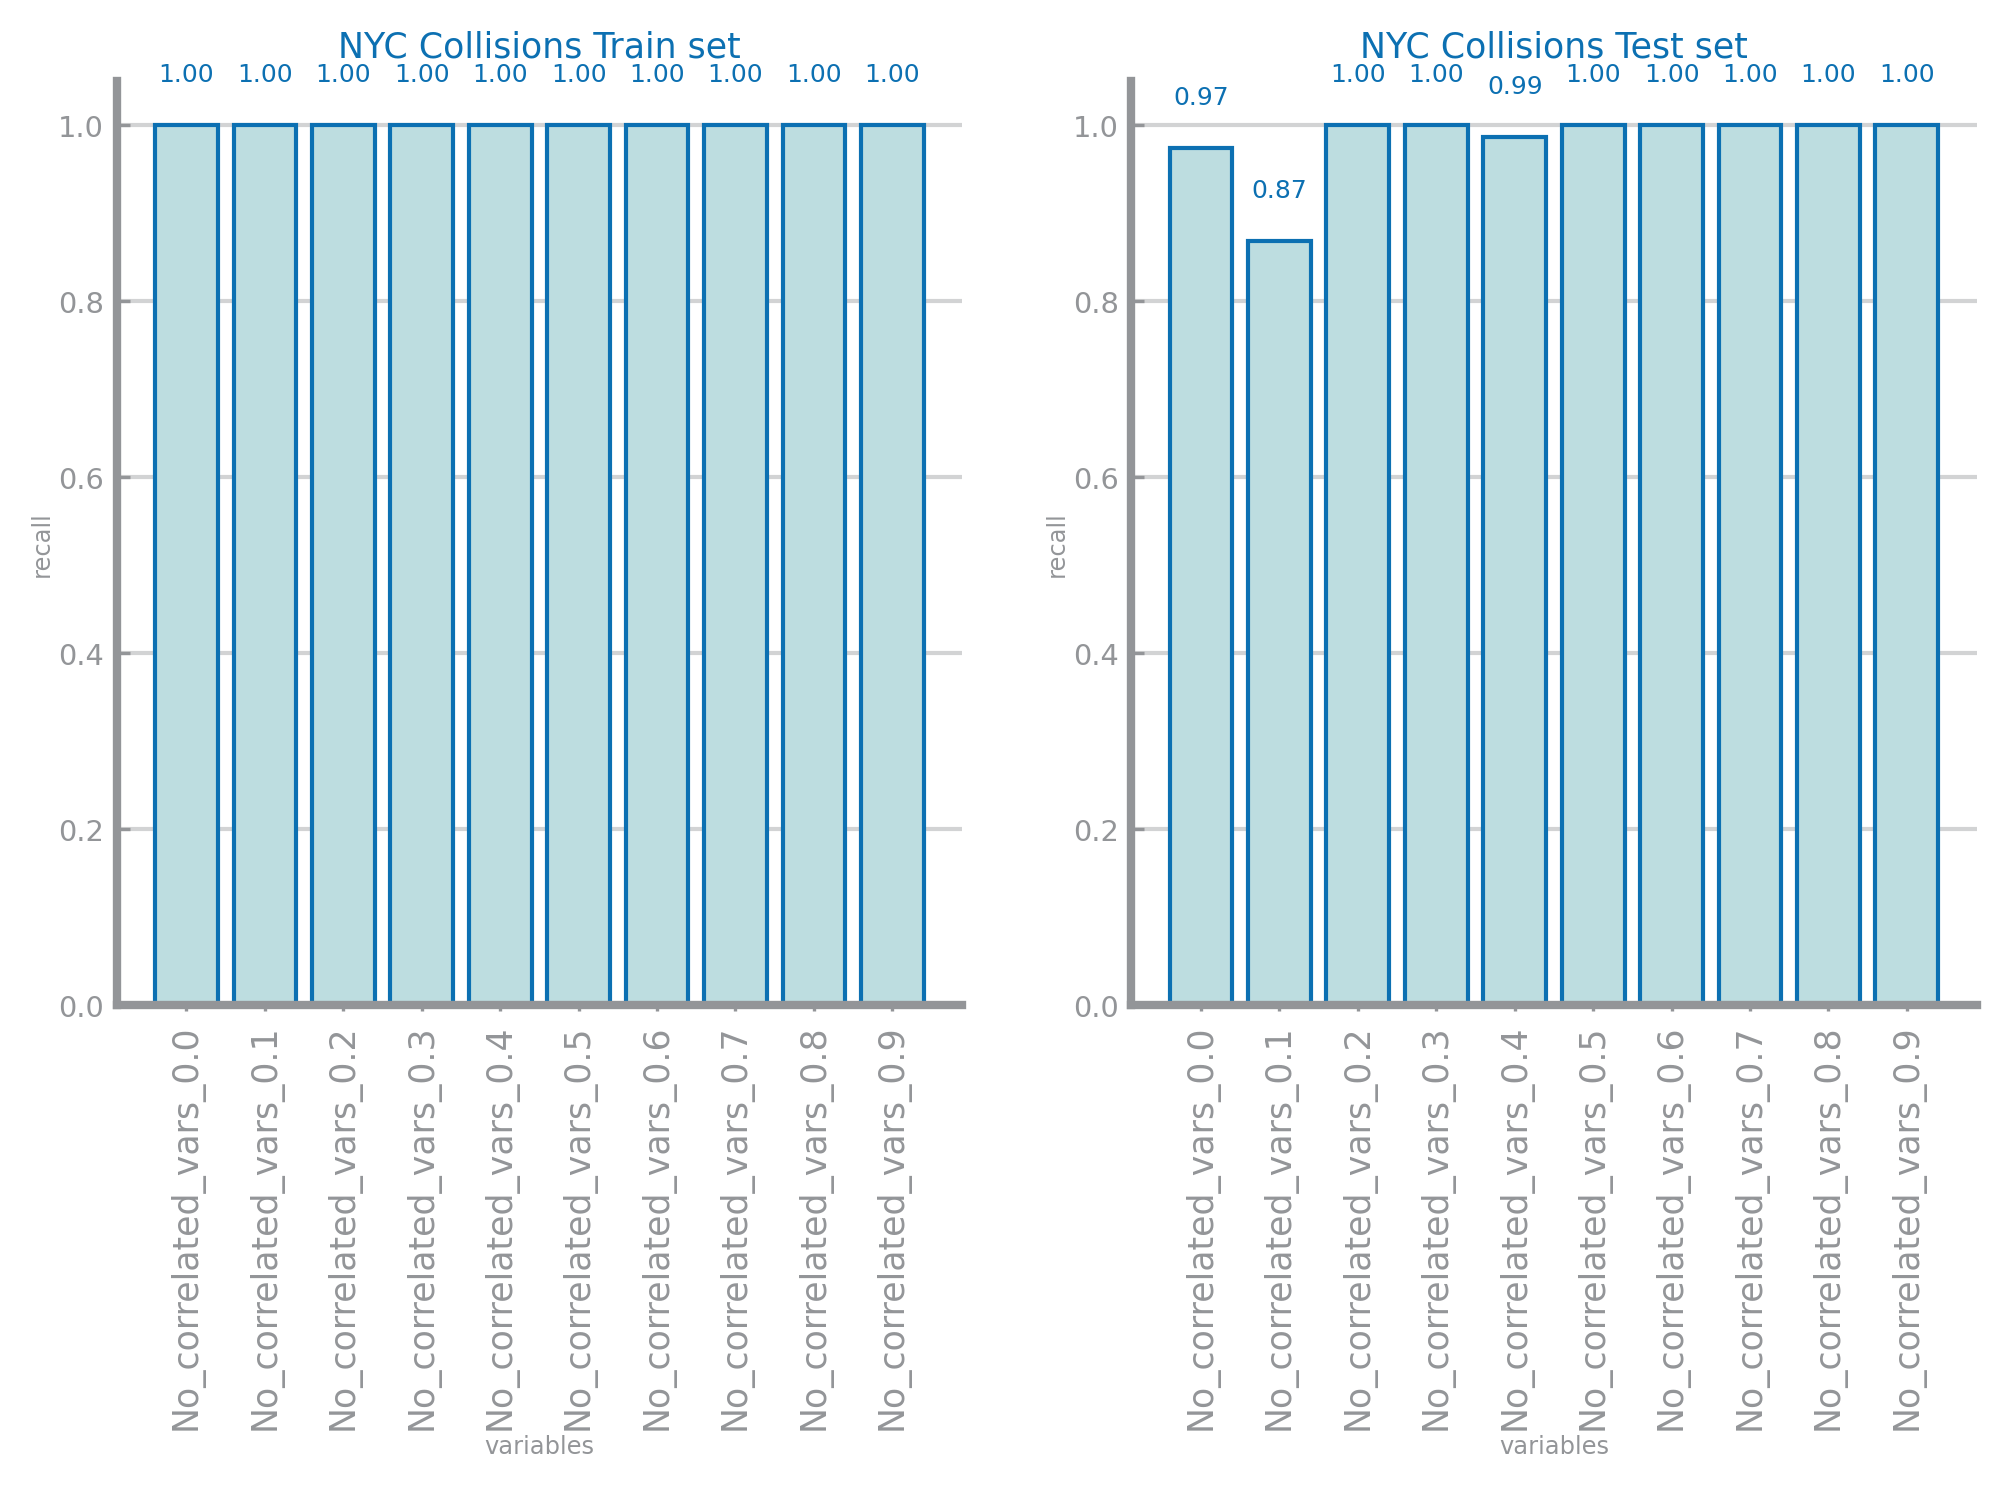 NYC Collisions Train set
1.00 1.00 1.00 1.00 1.00 1.00 1.00 1.00 1.00 1.00
1.0
0.8
0.6
0.4
0.2
0.0
recall
No_correlated_vars_0.0
No_correlated_vars_0.1
No_correlated_vars_0.2
No_correlated_vars_0.3
No_correlated_vars_0.4
No_correlated_vars_0.5
No_correlated_vars_0.6
No_correlated_vars_0.7
No_correlated_vars_0.8
No_correlated_vars_0.9
variables
NYC Collisions Test set
0.97 0.87 1.00 1.00 0.99 1.00 1.00 1.00 1.00 1.00
1.0
0.8
0.6
0.4
0.2
0.0
recall
No_correlated_vars_0.0
No_correlated_vars_0.1
No_correlated_vars_0.2
No_correlated_vars_0.3
No_correlated_vars_0.4
No_correlated_vars_0.5
No_correlated_vars_0.6
No_correlated_vars_0.7
No_correlated_vars_0.8
No_correlated_vars_0.9
variables